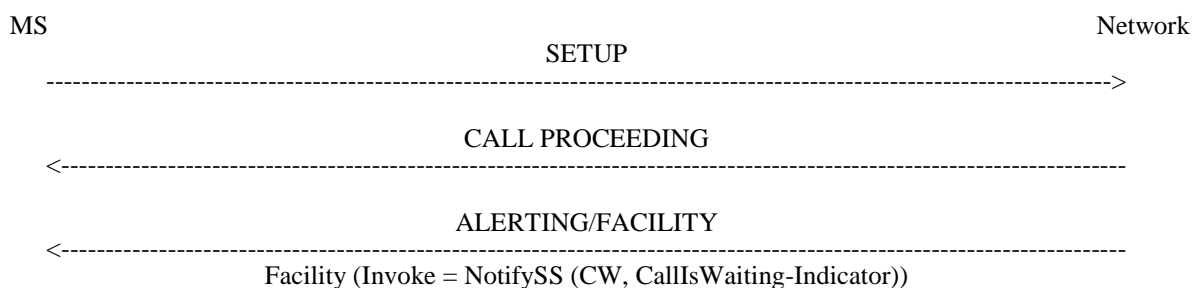 MS Network
SETUP
CALL PROCEEDING
ALERTING/FACILITY
Facility (Invoke = NotifySS (CW, CallIsWaiting-Indicator))